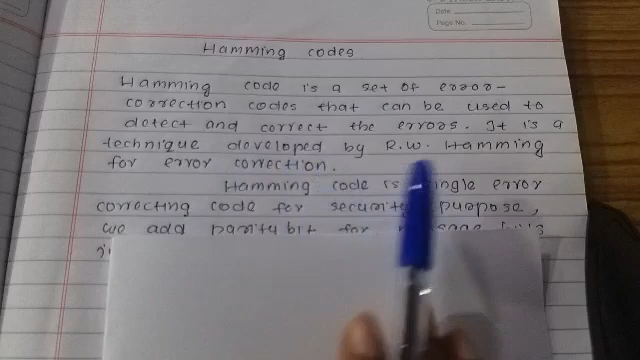 Date
Page No.
Hamming codes
Hamming code is a set of error-
correction codes that can be used to
detect and correct the errors. It is a
technique developed by R.W. Hamming
for error correction.
Hamming code is error
correcting code for security purpose,
we add parity bit for